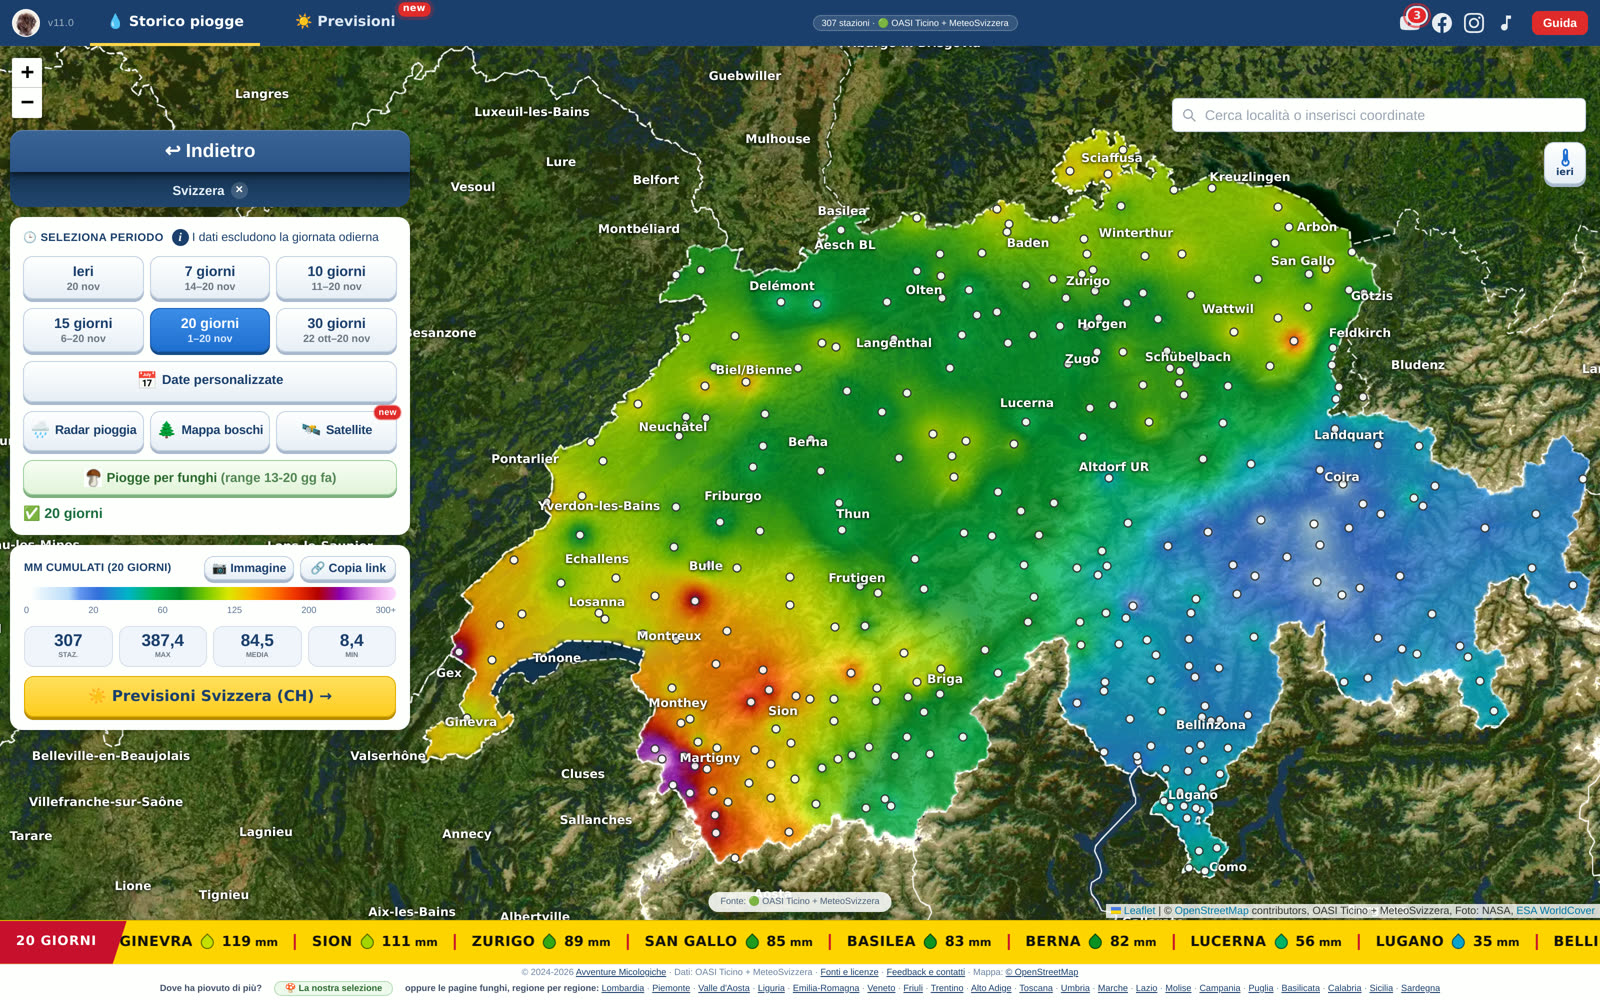 v11.0
💧 Storico piogge
☀️ Previsioni
new
307 stazioni · 🟢 OASI Ticino + MeteoSvizzera
3
Guida
+
−
↩ Indietro
Svizzera ×
SELEZIONA PERIODO
i I dati escludono la giornata odierna
Ieri
20 nov
7 giorni
14–20 nov
10 giorni
11–20 nov
15 giorni
6–20 nov
20 giorni
1–20 nov
30 giorni
22 ott–20 nov
📅 Date personalizzate
Radar pioggia
Mappa boschi
Satellite
new
Piogge per funghi (range 13-20 gg fa)
✅ 20 giorni
MM CUMULATI (20 GIORNI)
📷 Immagine
🔗 Copia link
0 20 60 125 200 300+
307
STAZ.
387,4
MAX
84,5
MEDIA
8,4
MIN
☀️ Previsioni Svizzera (CH) →
Cerca località o inserisci coordinate
ieri
Guebwiller
Langres
Luxeuil-les-Bains
Mulhouse
Lure
Belfort
Vesoul
Montbéliard
Sciaffusa
Kreuzlingen
Basilea
Aesch BL
Baden
Winterthur
Arbon
San Gallo
Delémont
Olten
Zurigo
Götzis
Wattwil
Horgen
Feldkirch
Besanzone
Langenthal
Zugo
Schübelbach
Bludenz
Biel/Bienne
Lucerna
Neuchâtel
Berna
Landquart
Pontarlier
Altdorf UR
Coira
Yverdon-les-Bains
Friburgo
Thun
Echallens
Bulle
Frutigen
Losanna
Montreux
Tonone
Gex
Briga
Monthey
Sion
Ginevra
Bellinzona
Belleville-en-Beaujolais
Valserhône
Martigny
Cluses
Lugano
Villefranche-sur-Saône
Sallanches
Tarare
Lagnieu
Annecy
Como
Lione
Tignieu
Aosta
Aix-les-Bains
Albertville
Fonte: 🟢 OASI Ticino + MeteoSvizzera
Leaflet | © OpenStreetMap contributors, OASI Ticino + MeteoSvizzera, Foto: NASA, ESA WorldCover
20 GIORNI
GINEVRA 119 mm | SION 111 mm | ZURIGO 89 mm | SAN GALLO 85 mm | BASILEA 83 mm | BERNA 82 mm | LUCERNA 56 mm | LUGANO 35 mm | BELLI
© 2024-2026 Avventure Micologiche · Dati: OASI Ticino + MeteoSvizzera · Fonti e licenze · Feedback e contatti · Mappa: © OpenStreetMap
Dove ha piovuto di più? La nostra selezione oppure le pagine funghi, regione per regione: Lombardia · Piemonte · Valle d'Aosta · Liguria · Emilia-Romagna · Veneto · Friuli · Trentino · Alto Adige · Toscana · Umbria · Marche · Lazio · Molise · Campania · Puglia · Basilicata · Calabria · Sicilia · Sardegna